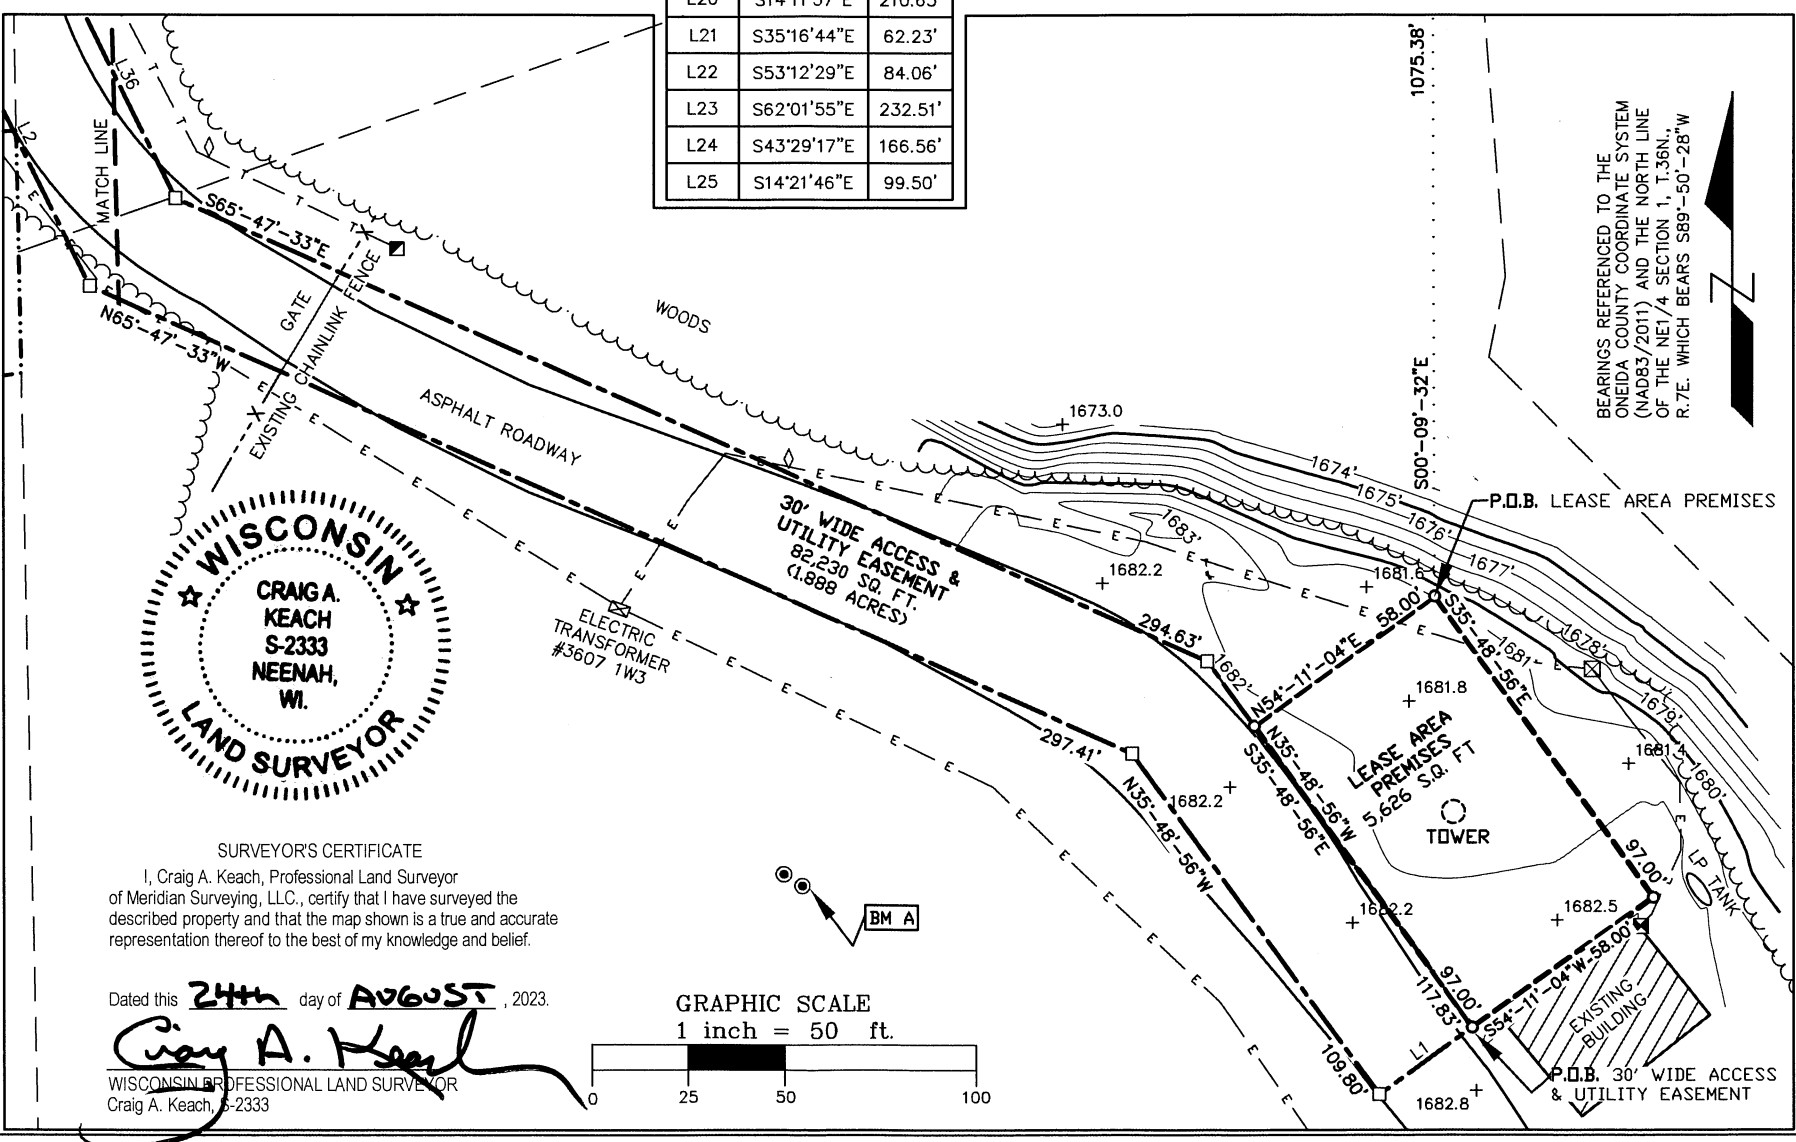 L20 S14°11'57"E 210.65'
L21 S35°16'44"E 62.23'
L22 S53°12'29"E 84.06'
L23 S62°01'55"E 232.51'
L24 S43°29'17"E 166.56'
L25 S14°21'46"E 99.50'
1075.38'
S00°-09'-32"E
BEARINGS REFERENCED TO THE
ONEIDA COUNTY COORDINATE SYSTEM
(NAD83/2011) AND THE NORTH LINE
OF THE NE1/4 SECTION 1, T.36N.,
R.7E. WHICH BEARS S89°-50'-28"W
N
L36
L2
MATCH LINE
S65°-47'-33"E
N65°-47'-33"W
GATE
EXISTING CHAINLINK FENCE
WOODS
ASPHALT ROADWAY
T T T T
X X
E E E E E E E E E E
30' WIDE ACCESS &
UTILITY EASEMENT
82,230 SQ. FT.
(1.888 ACRES)
ELECTRIC
TRANSFORMER
#3607 1W3
1673.0
1674'
1675'
1676'
1677'
1678'
1679'
1680'
1681'
1682'
1683'
1682.2
1681.6
1681.8
1681.4
1682.2
1682.2
1682.5
1682.8
P.O.B. LEASE AREA PREMISES
58.00'
N54°-11'-04"E
S35°-48'-56"E
294.63'
297.41'
N35°-48'-56"W
S35°-48'-56"E
N35°-48'-56"W
LEASE AREA
PREMISES
5,626 S.Q. FT
TOWER
97.00'
LP TANK
97.00'
117.83'
S54°-11'-04"W-58.00'
EXISTING
BUILDING
L1
109.80'
P.O.B. 30' WIDE ACCESS
& UTILITY EASEMENT
BM A
WISCONSIN
CRAIG A.
KEACH
S-2333
NEENAH,
WI.
LAND SURVEYOR
SURVEYOR'S CERTIFICATE
I, Craig A. Keach, Professional Land Surveyor
of Meridian Surveying, LLC., certify that I have surveyed the
described property and that the map shown is a true and accurate
representation thereof to the best of my knowledge and belief.
Dated this 24th day of AUGUST, 2023.
Craig A. Keach
WISCONSIN PROFESSIONAL LAND SURVEYOR
Craig A. Keach, S-2333
GRAPHIC SCALE
1 inch = 50 ft.
0 25 50 100